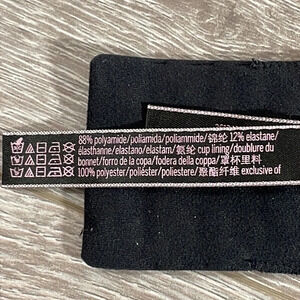 88% polyamide/poliamida/poliammide/锦纶 12% elastane/
élasthanne/elastano/elastam/氨纶 cup lining/doublure du
bonnet/forro de la copa/fodera della coppa/罩杯里料
100% polyester/poliéster/poliestere/聚酯纤维 exclusive of